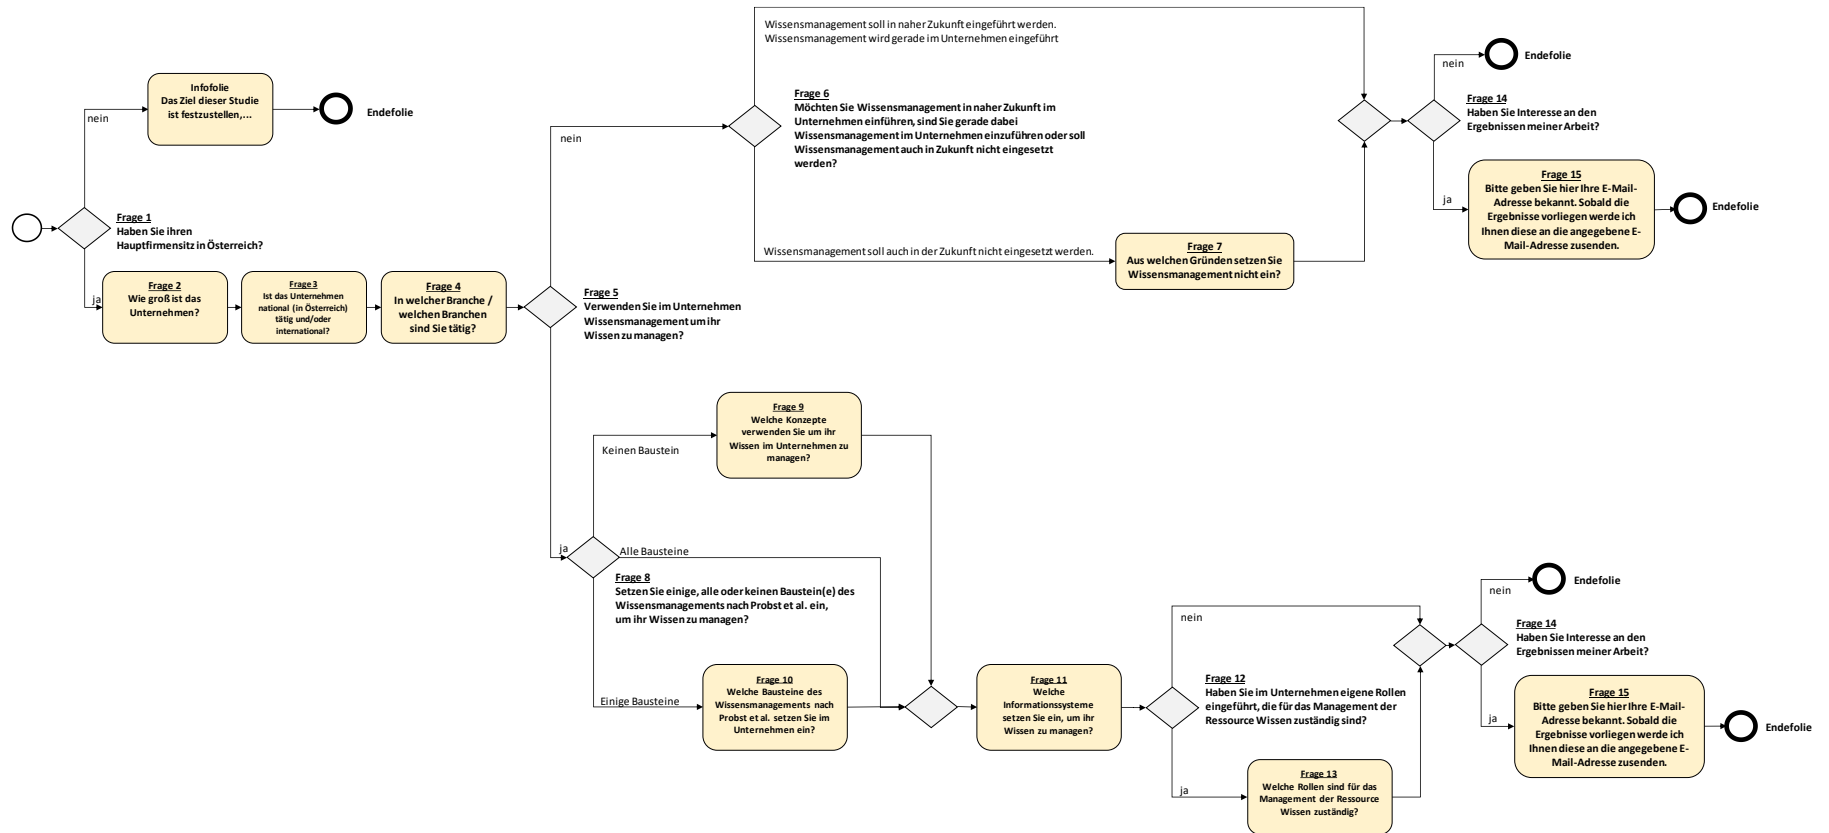 Infofolie
Das Ziel dieser Studie
ist festzustellen,...
Endefolie
nein
Frage 1
Haben Sie ihren
Hauptfirmensitz in Österreich?
ja
Frage 2
Wie groß ist das
Unternehmen?
Frage 3
Ist das Unternehmen
national (in Österreich)
tätig und/oder
international?
Frage 4
In welcher Branche /
welchen Branchen
sind Sie tätig?
Frage 5
Verwenden Sie im Unternehmen
Wissensmanagement um ihr
Wissen zu managen?
nein
Wissensmanagement soll in naher Zukunft eingeführt werden.
Wissensmanagement wird gerade im Unternehmen eingeführt
Frage 6
Möchten Sie Wissensmanagement in naher Zukunft im
Unternehmen einführen, sind Sie gerade dabei
Wissensmanagement im Unternehmen einzuführen oder soll
Wissensmanagement auch in Zukunft nicht eingesetzt
werden?
Wissensmanagement soll auch in der Zukunft nicht eingesetzt werden.
Frage 7
Aus welchen Gründen setzen Sie
Wissensmanagement nicht ein?
nein
Endefolie
Frage 14
Haben Sie Interesse an den
Ergebnissen meiner Arbeit?
ja
Frage 15
Bitte geben Sie hier Ihre E-Mail-
Adresse bekannt. Sobald die
Ergebnisse vorliegen werde ich
Ihnen diese an die angegebene E-
Mail-Adresse zusenden.
Endefolie
ja
Frage 8
Setzen Sie einige, alle oder keinen Baustein(e) des
Wissensmanagements nach Probst et al. ein,
um ihr Wissen zu managen?
Keinen Baustein
Frage 9
Welche Konzepte
verwenden Sie um ihr
Wissen im Unternehmen zu
managen?
Alle Bausteine
Einige Bausteine
Frage 10
Welche Bausteine des
Wissensmanagements nach
Probst et al. setzen Sie im
Unternehmen ein?
Frage 11
Welche
Informationssysteme
setzen Sie ein, um ihr
Wissen zu managen?
nein
Frage 12
Haben Sie im Unternehmen eigene Rollen
eingeführt, die für das Management der
Ressource Wissen zuständig sind?
ja
Frage 13
Welche Rollen sind für das
Management der Ressource
Wissen zuständig?
nein
Endefolie
Frage 14
Haben Sie Interesse an den
Ergebnissen meiner Arbeit?
ja
Frage 15
Bitte geben Sie hier Ihre E-Mail-
Adresse bekannt. Sobald die
Ergebnisse vorliegen werde ich
Ihnen diese an die angegebene E-
Mail-Adresse zusenden.
Endefolie